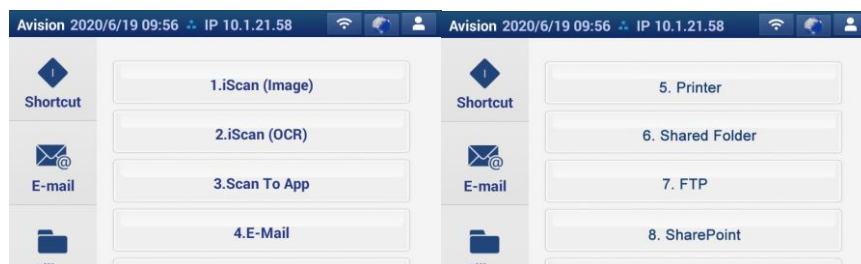 Avision 2020/6/19 09:56 IP 10.1.21.58
Shortcut
E-mail
1.iScan (Image)
2.iScan (OCR)
3.Scan To App
4.E-Mail
Avision 2020/6/19 09:56 IP 10.1.21.58
Shortcut
E-mail
5. Printer
6. Shared Folder
7. FTP
8. SharePoint